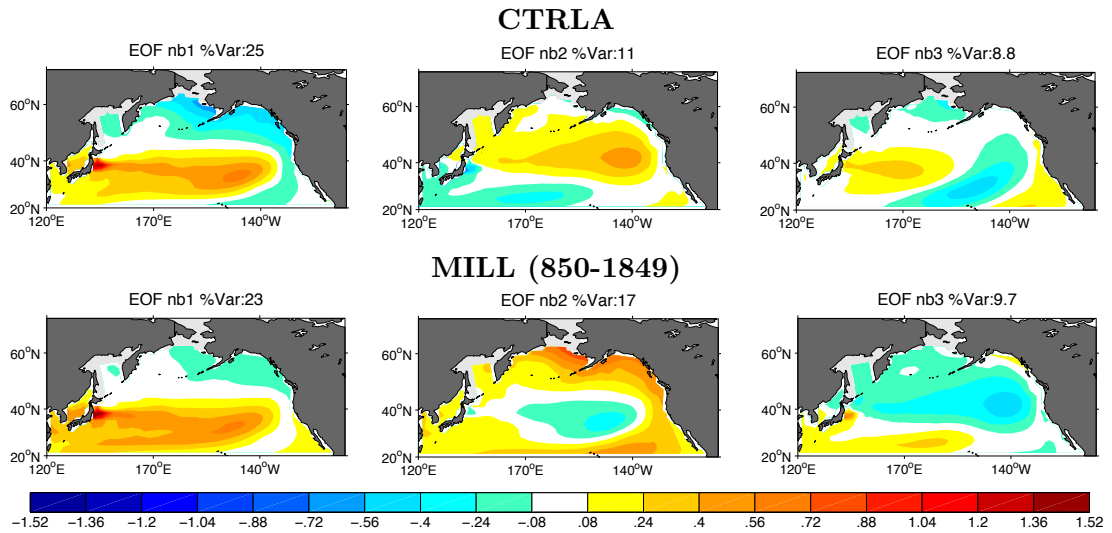 CTRLA
EOF nb1 %Var:25 EOF nb2 %Var:11 EOF nb3 %Var:8.8
60°N 60°N 60°N
40°N 40°N 40°N
20°N 20°N 20°N
120°E 170°E 140°W 120°E 170°E 140°W 120°E 170°E 140°W
MILL (850-1849)
EOF nb1 %Var:23 EOF nb2 %Var:17 EOF nb3 %Var:9.7
60°N 60°N 60°N
40°N 40°N 40°N
20°N 20°N 20°N
120°E 170°E 140°W 120°E 170°E 140°W 120°E 170°E 140°W
−1.52 −1.36 −1.2 −1.04 −.88 −.72 −.56 −.4 −.24 −.08 .08 .24 .4 .56 .72 .88 1.04 1.2 1.36 1.52